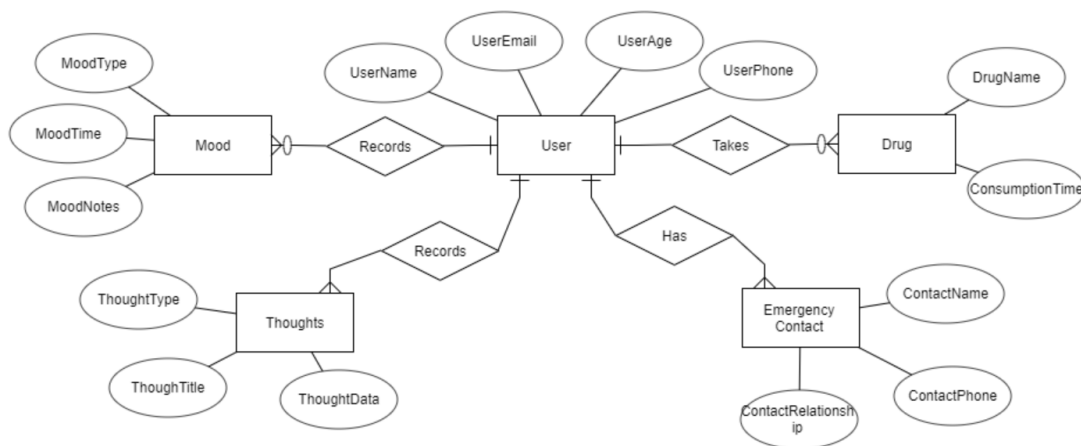 UserEmail
UserAge
MoodType
UserName
UserPhone
DrugName
MoodTime
Mood
Records
User
Takes
Drug
MoodNotes
ConsumptionTime
Records
Has
ThoughtType
ContactName
Thoughts
Emergency
Contact
ThoughTitle
ThoughtData
ContactPhone
ContactRelationsh
ip